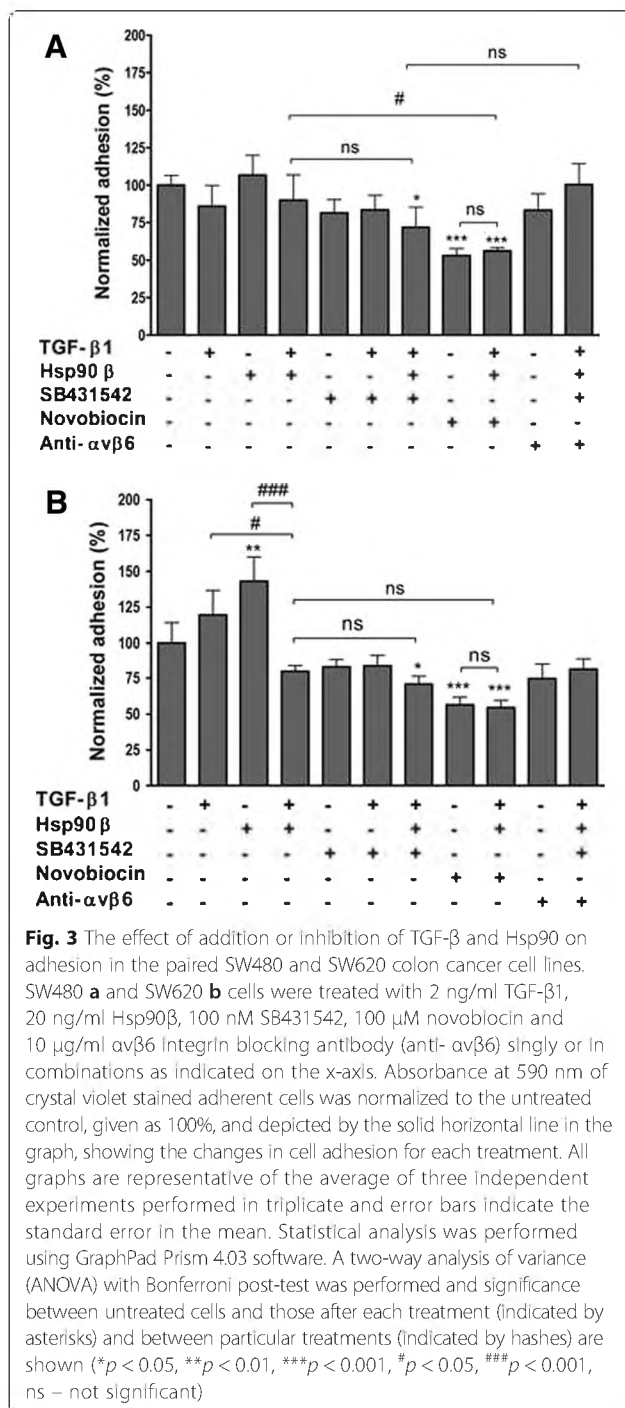 A
200
175
150
125
100
75
50
25
0
Normalized adhesion (%)
ns
#
ns
*
ns
***
***
TGF-β1 - + - + - + + - + - +
Hsp90 β - - + + - - + - + - +
SB431542 - - - - + + + - - - +
Novobiocin - - - - - - - + + - -
Anti-αvβ6 - - - - - - - - - + +
B
200
175
150
125
100
75
50
25
0
Normalized adhesion (%)
###
#
**
ns
ns
*
ns
***
***
TGF-β1 - + - + - + + - + - +
Hsp90 β - - + + - - + - + - +
SB431542 - - - - + + + - - - +
Novobiocin - - - - - - - + + - -
Anti-αvβ6 - - - - - - - - - + +
Fig. 3 The effect of addition or inhibition of TGF-β and Hsp90 on
adhesion in the paired SW480 and SW620 colon cancer cell lines.
SW480 a and SW620 b cells were treated with 2 ng/ml TGF-β1,
20 ng/ml Hsp90β, 100 nM SB431542, 100 μM novobiocin and
10 μg/ml αvβ6 integrin blocking antibody (anti- αvβ6) singly or in
combinations as indicated on the x-axis. Absorbance at 590 nm of
crystal violet stained adherent cells was normalized to the untreated
control, given as 100%, and depicted by the solid horizontal line in the
graph, showing the changes in cell adhesion for each treatment. All
graphs are representative of the average of three independent
experiments performed in triplicate and error bars indicate the
standard error in the mean. Statistical analysis was performed
using GraphPad Prism 4.03 software. A two-way analysis of variance
(ANOVA) with Bonferroni post-test was performed and significance
between untreated cells and those after each treatment (indicated by
asterisks) and between particular treatments (indicated by hashes) are
shown (*p < 0.05, **p < 0.01, ***p < 0.001, #p < 0.05, ###p < 0.001,
ns – not significant)